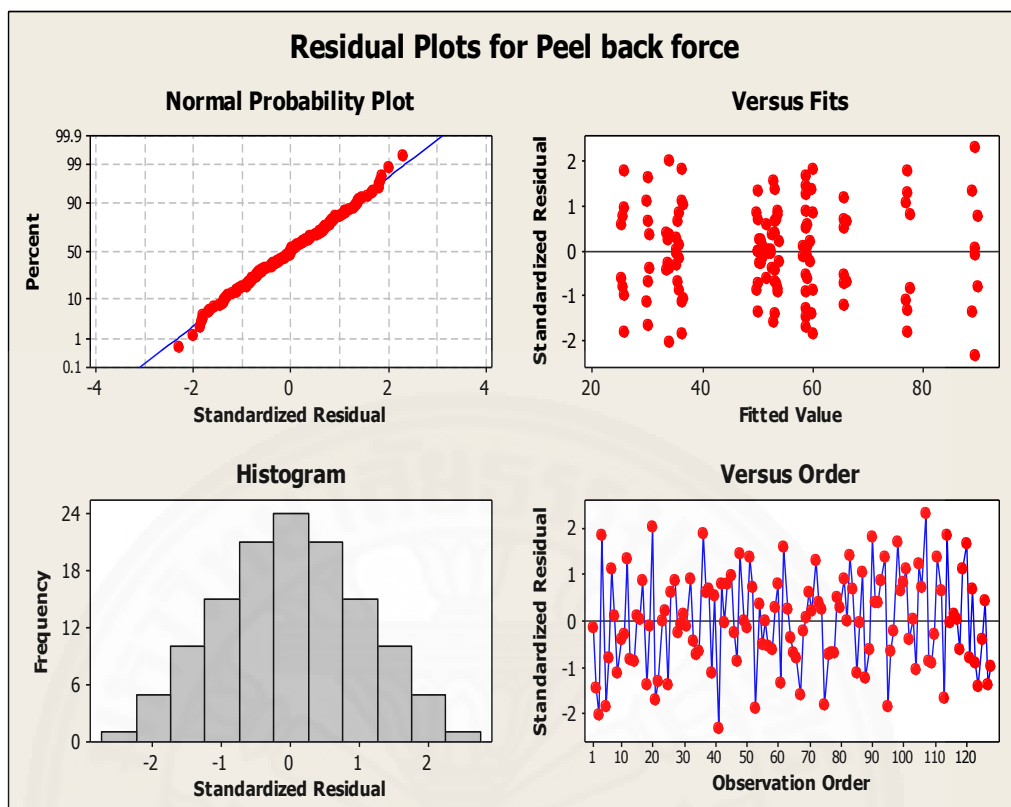 Residual Plots for Peel back force
Normal Probability Plot
99.9
99
90
50
10
1
0.1
Percent
-4 -2 0 2 4
Standardized Residual
Versus Fits
2
1
0
-1
-2
Standardized Residual
20 40 60 80
Fitted Value
Histogram
24
18
12
6
0
Frequency
-2 -1 0 1 2
Standardized Residual
Versus Order
2
1
0
-1
-2
Standardized Residual
1 10 20 30 40 50 60 70 80 90 100 110 120
Observation Order